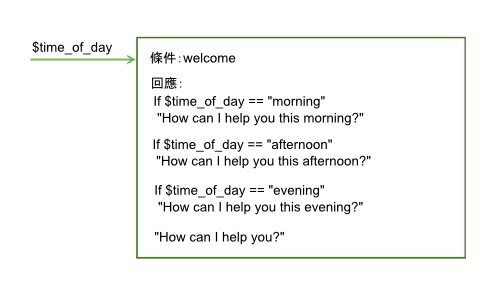 $time_of_day
條件：welcome
回應：
If $time_of_day == "morning"
"How can I help you this morning?"
If $time_of_day == "afternoon"
"How can I help you this afternoon?"
If $time_of_day == "evening"
"How can I help you this evening?"
"How can I help you?"